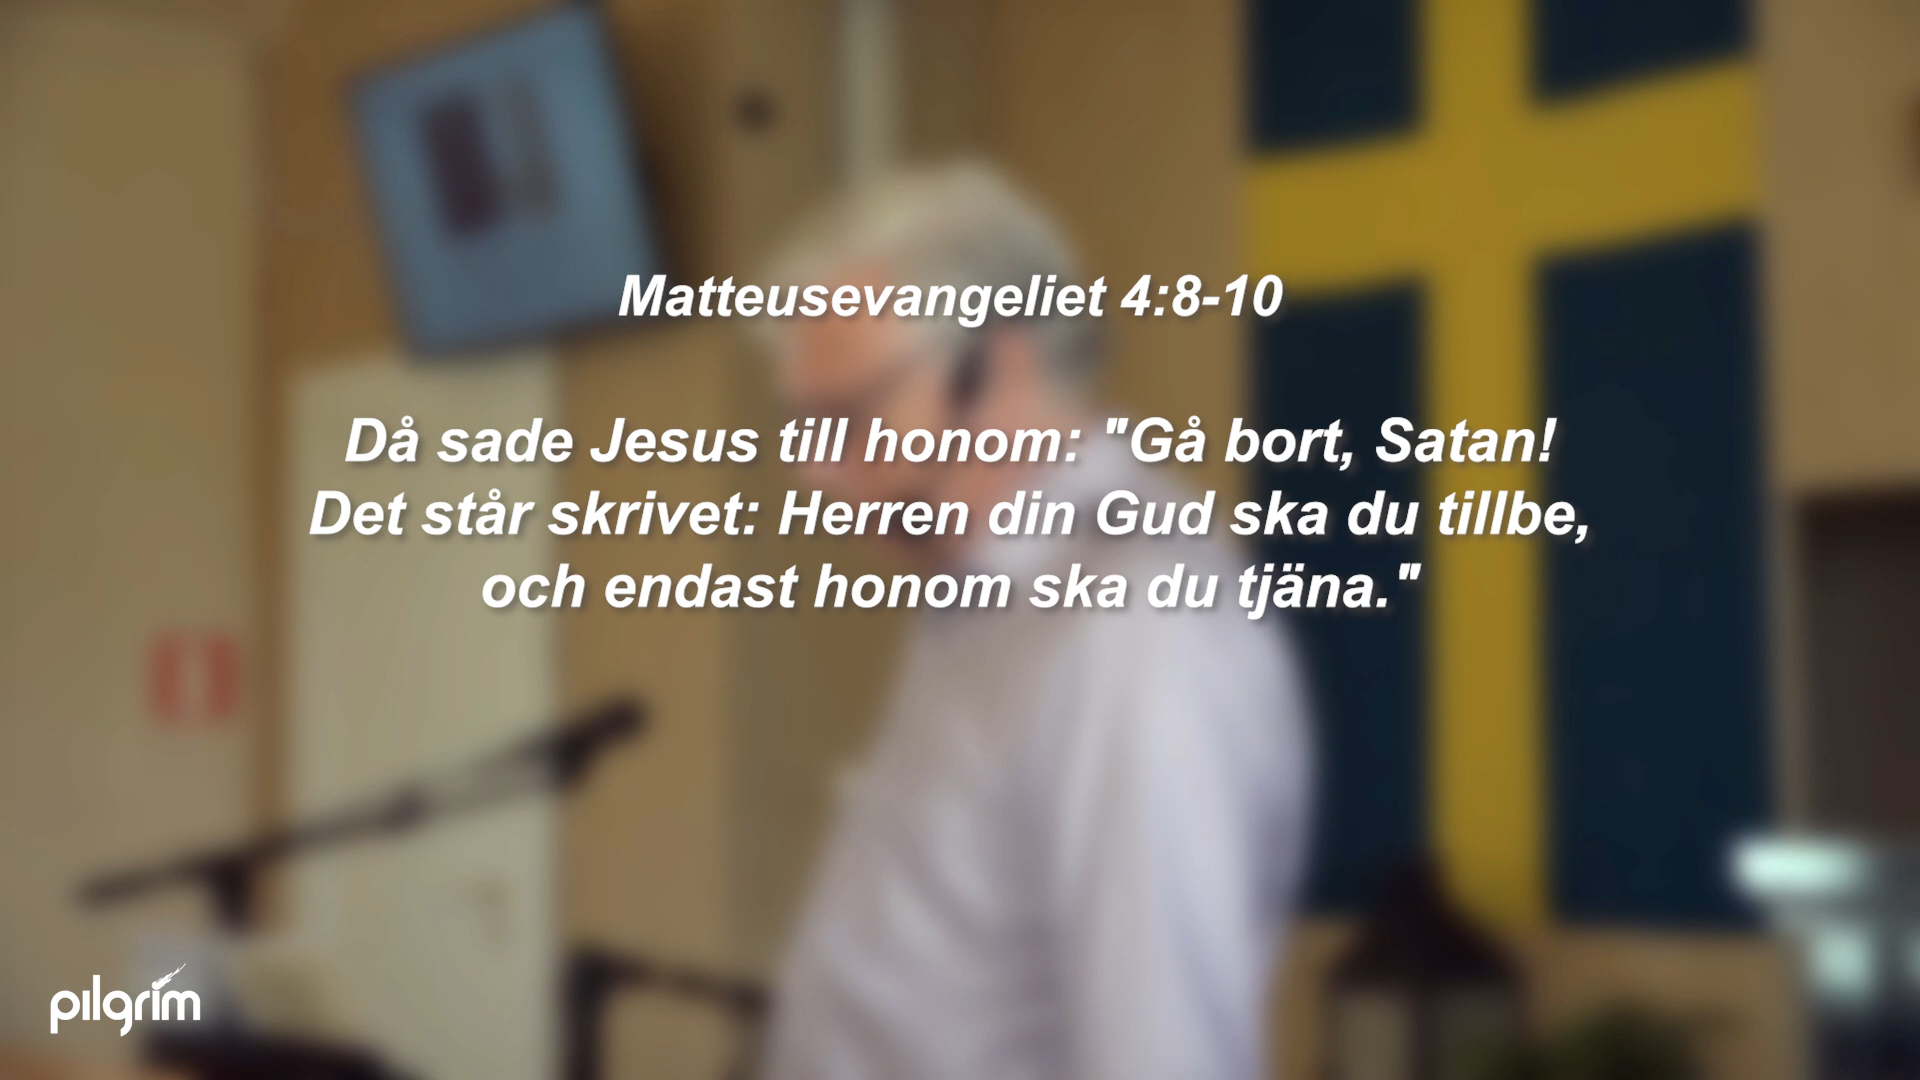 Matteusevangeliet 4:8-10
Då sade Jesus till honom: "Gå bort, Satan!
Det står skrivet: Herren din Gud ska du tillbe,
och endast honom ska du tjäna."
pilgrim